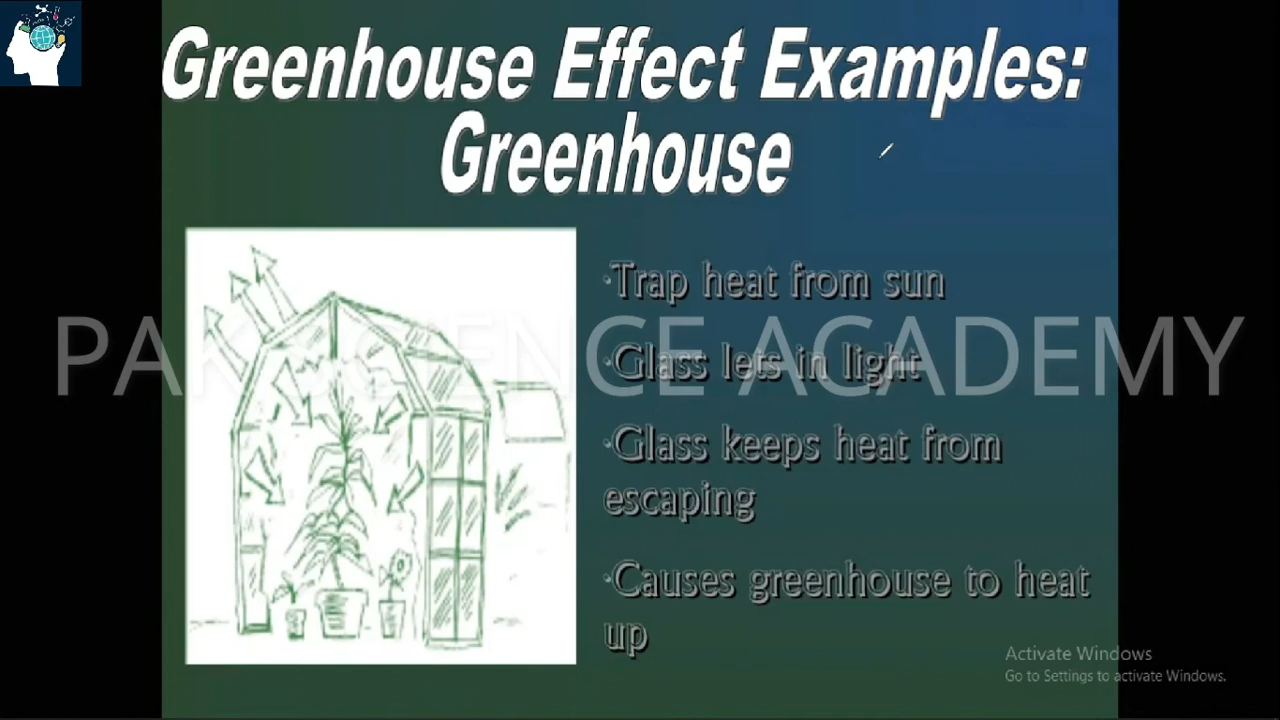 Greenhouse Effect Examples:
Greenhouse
·Trap heat from sun
PAK SCIENCE ACADEMY
·Glass lets in light
·Glass keeps heat from
escaping
·Causes greenhouse to heat
up
Activate Windows
Go to Settings to activate Windows.